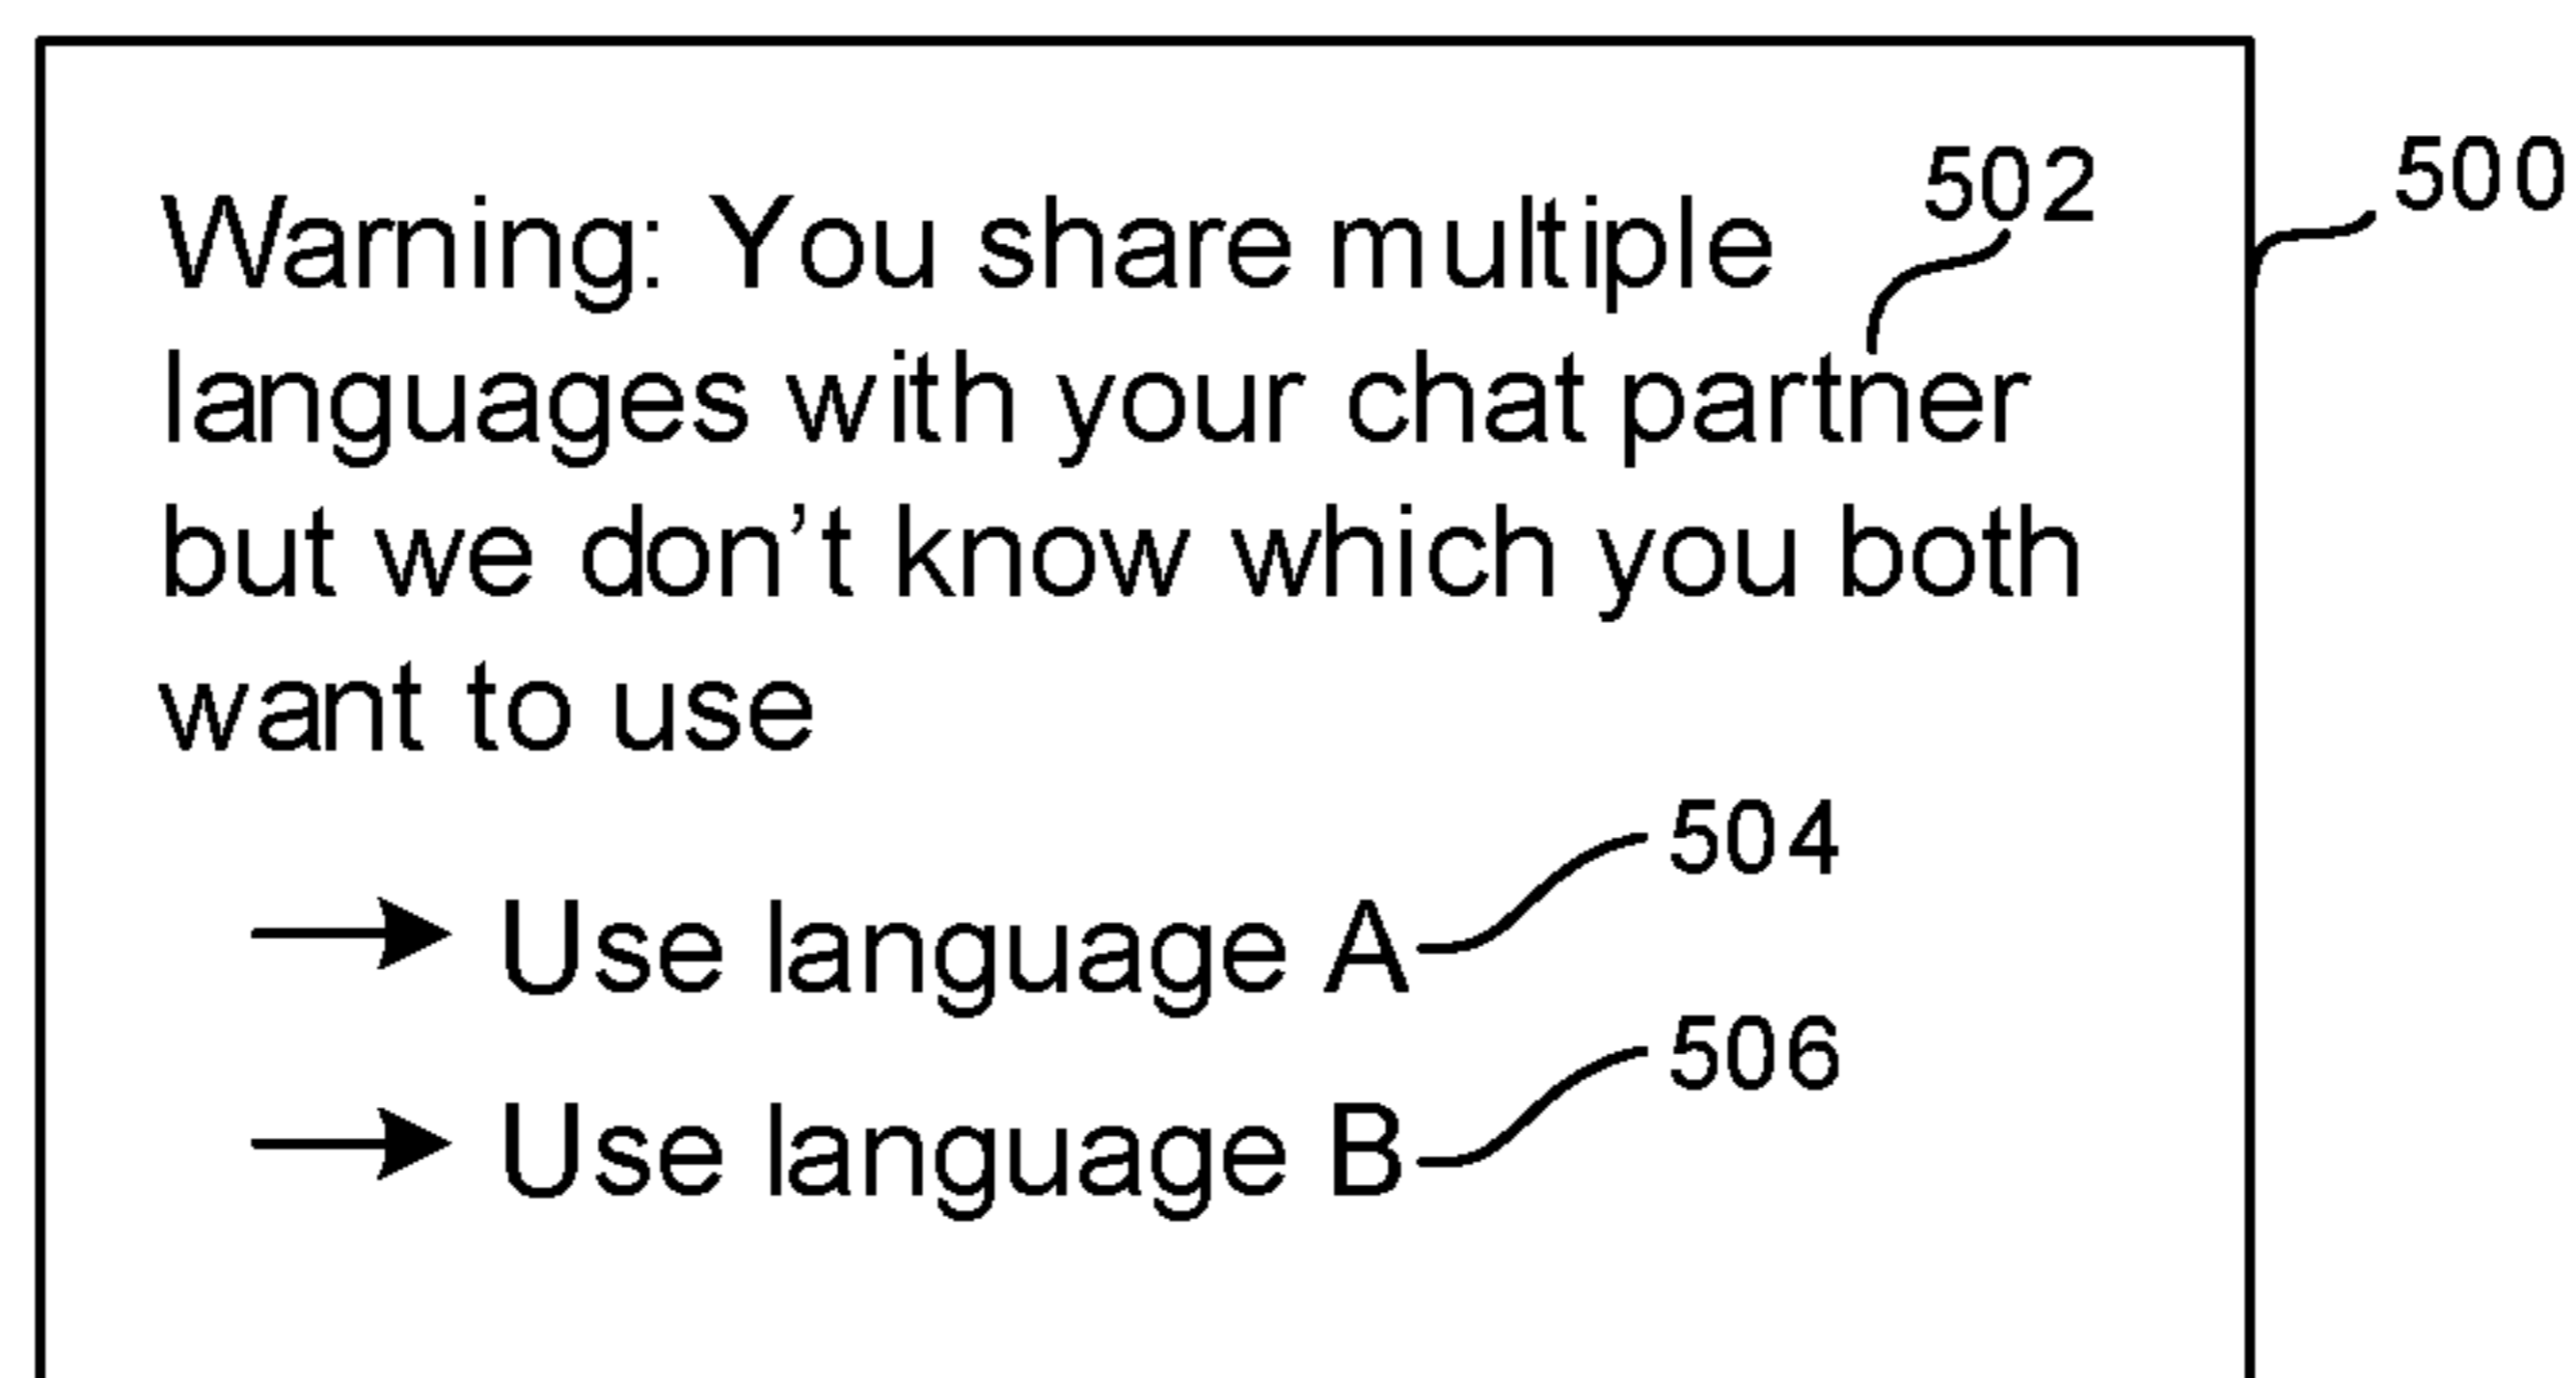 502
500
Warning: You share multiple
languages with your chat partner
but we don’t know which you both
want to use
504
Use language A
506
Use language B